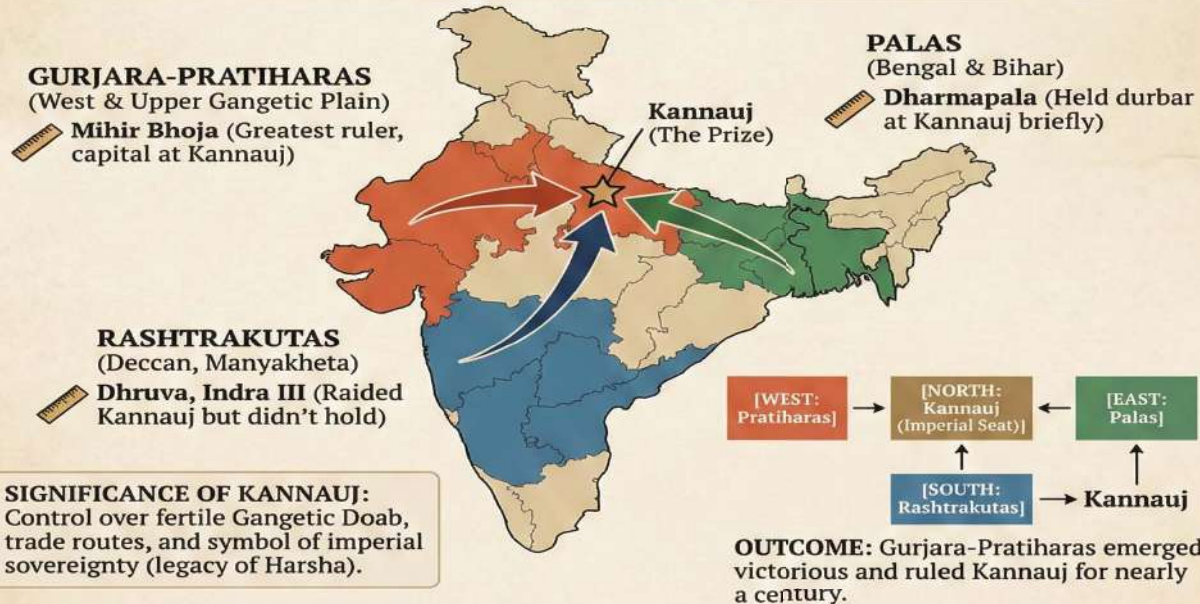 GURJARA-PRATIHARAS
(West & Upper Gangetic Plain)
Mihir Bhoja (Greatest ruler,
capital at Kannauj)
Kannauj
(The Prize)
PALAS
(Bengal & Bihar)
Dharmapala (Held durbar
at Kannauj briefly)
RASHTRAKUTAS
(Deccan, Manyakheta)
Dhruva, Indra III (Raided
Kannauj but didn't hold)
SIGNIFICANCE OF KANNAUJ:
Control over fertile Gangetic Doab,
trade routes, and symbol of imperial
sovereignty (legacy of Harsha).
[WEST:
Pratiharas]
[NORTH:
Kannauj
(Imperial Seat)]
[EAST:
Palas]
[SOUTH:
Rashtrakutas]
Kannauj
OUTCOME: Gurjara-Pratiharas emerged
victorious and ruled Kannauj for nearly
a century.